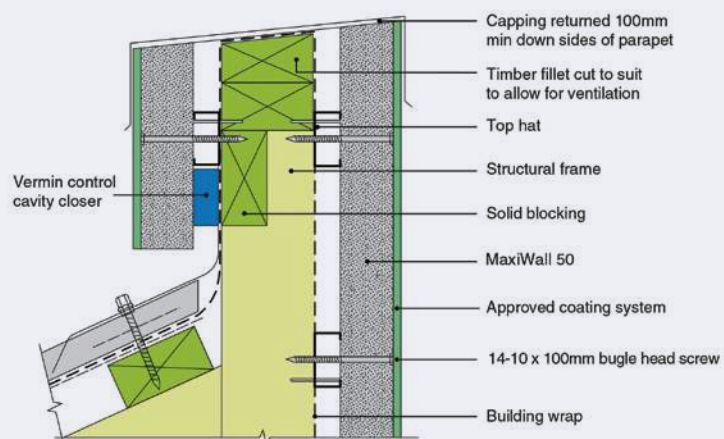 Capping returned 100mm
min down sides of parapet
Timber fillet cut to suit
to allow for ventilation
Top hat
Structural frame
Vermin control
cavity closer
Solid blocking
MaxiWall 50
Approved coating system
14-10 x 100mm bugle head screw
Building wrap